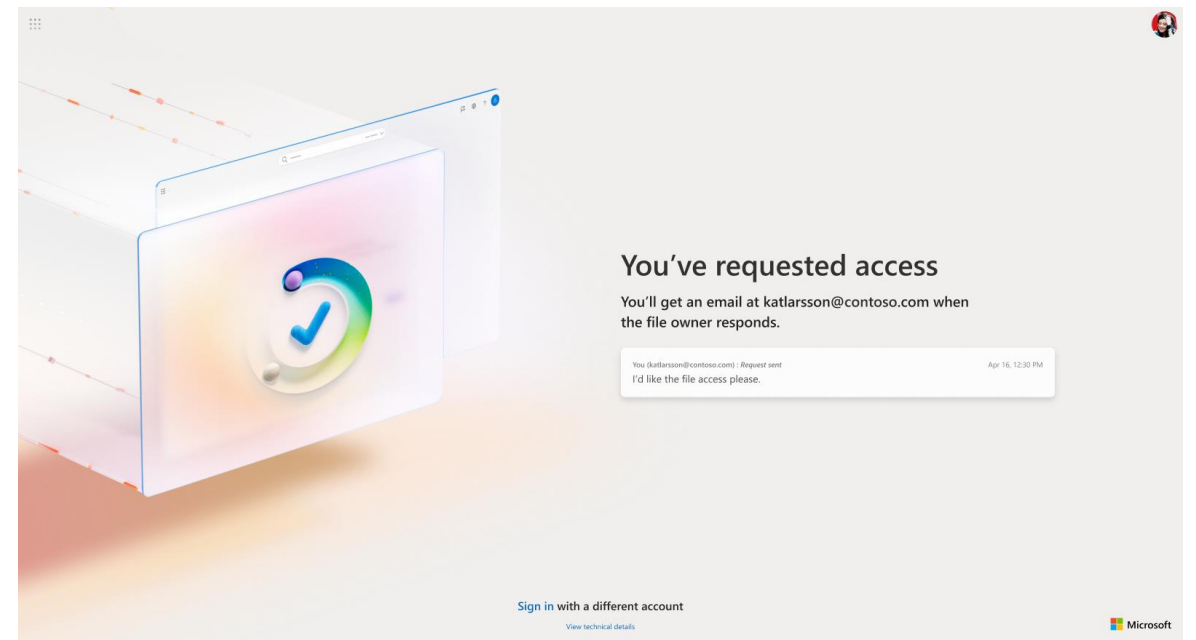 You've requested access
You'll get an email at katlarsson@contoso.com when
the file owner responds.
You (katlarsson@contoso.com) : Request sent
Apr 16, 12:30 PM
I'd like the file access please.
Sign in with a different account
View technical details
Microsoft